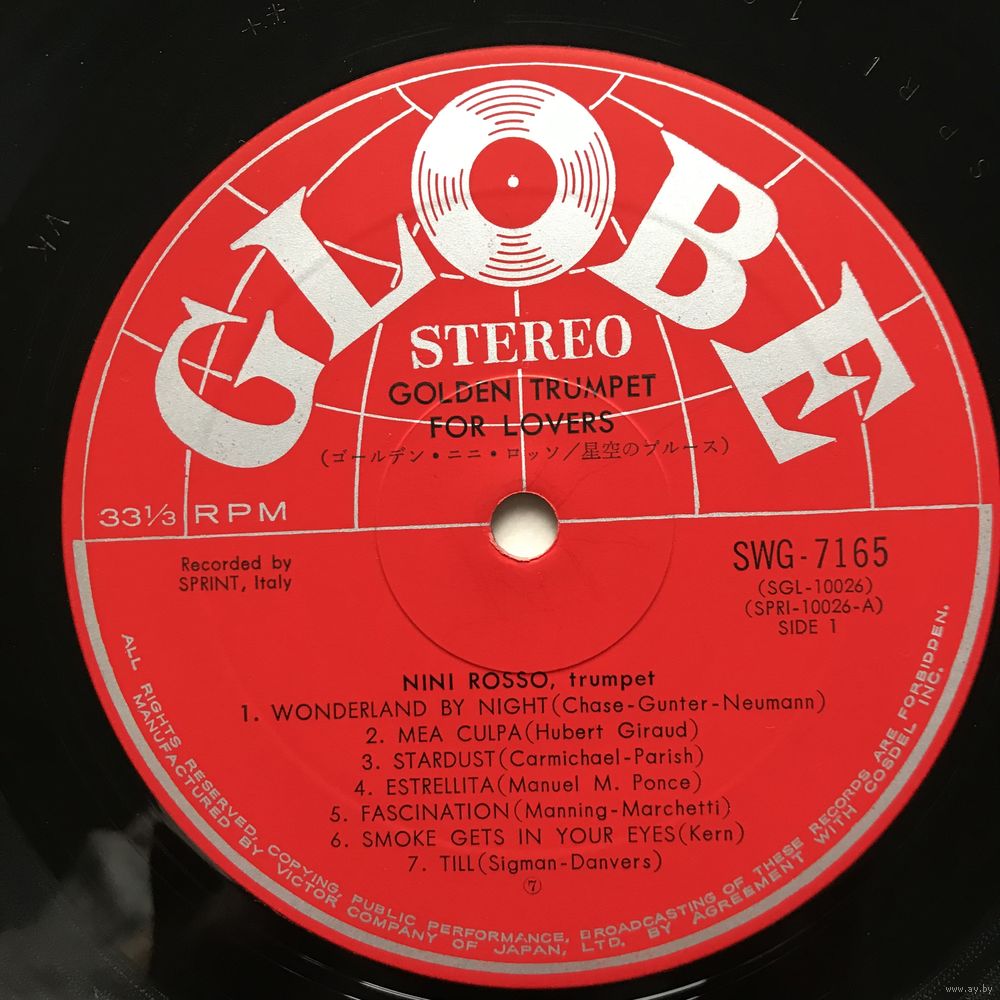 GLOBE
STEREO
GOLDEN TRUMPET
FOR LOVERS
(ゴールデン・ニニ・ロッソ/星空のブルース)
33⅓ RPM
Recorded by
SPRINT, Italy
SWG-7165
(SGL-10026)
(SPRI-10026-A)
SIDE 1
NINI ROSSO, trumpet
1. WONDERLAND BY NIGHT(Chase-Gunter-Neumann)
2. MEA CULPA(Hubert Giraud)
3. STARDUST(Carmichael-Parish)
4. ESTRELLITA(Manuel M. Ponce)
5. FASCINATION(Manning-Marchetti)
6. SMOKE GETS IN YOUR EYES(Kern)
7. TILL(Sigman-Danvers)
⑦
ALL RIGHTS RESERVED, COPYING, PUBLIC PERFORMANCE, BROADCASTING OF THESE RECORDS ARE FORBIDDEN.
MANUFACTURED BY VICTOR COMPANY OF JAPAN, LTD. BY AGREEMENT WITH COSDEL INC.
www.ay.by